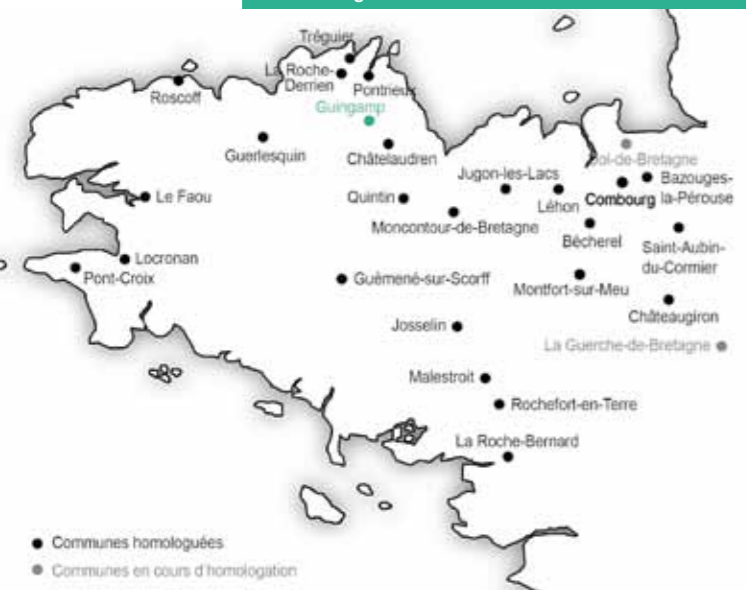 Tréguier
La Roche-
Derrien
Pontrieux
Roscoff
Guingamp
Guerlesquin
Châtelaudren
Sol-de-Bretagne
Jugon-les-Lacs
Bazouges-
la-Pérouse
Le Faou
Quintin
Léhon
Combourg
Moncontour-de-Bretagne
Bécherel
Saint-Aubin-
du-Cormier
Locronan
Pont-Croix
Guémené-sur-Scorff
Montfort-sur-Meu
Châteaugiron
Josselin
La Guerche-de-Bretagne
Malestroit
Rochefort-en-Terre
La Roche-Bernard
Communes homologuées
Communes en cours d'homologation